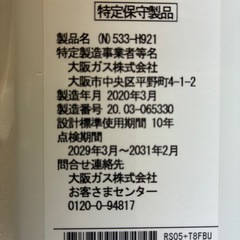 特定保守製品
製品名 (N)533-H921
特定製造事業者等名
大阪ガス株式会社
大阪市中央区平野町4-1-2
製造年月 2020年3月
製造番号 20.03-065330
設計標準使用期間 10年
点検期間
2029年3月〜2031年2月
問合せ連絡先
大阪ガス株式会社
お客さまセンター
0120-0-94817
RS05+T8FBU